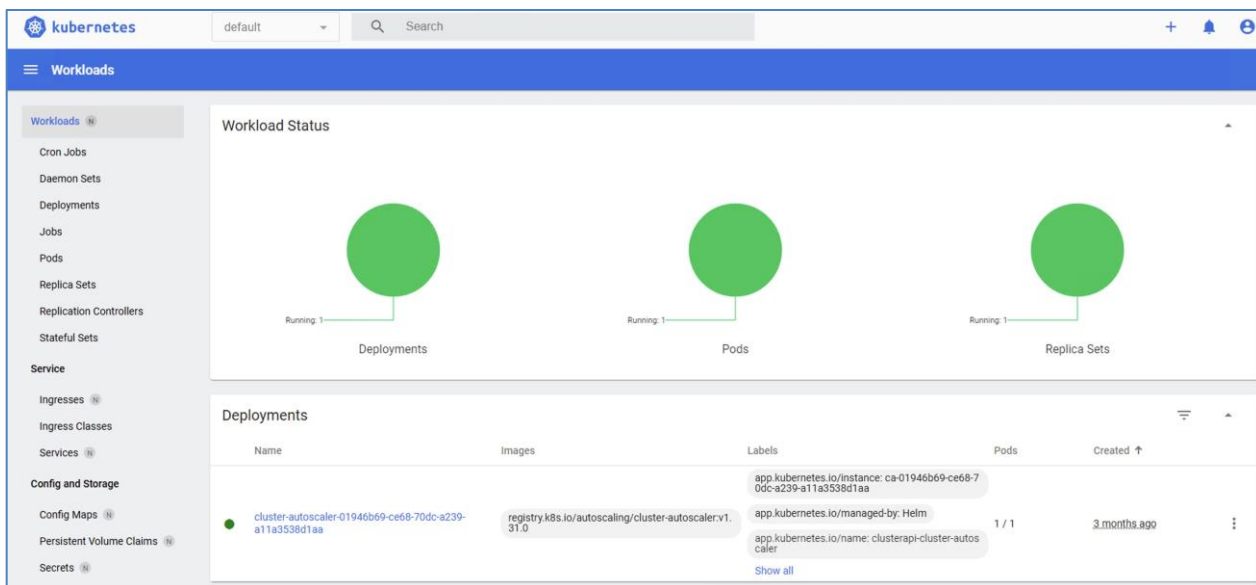 kubernetes
default
Search
Workloads
Workloads N
Cron Jobs
Daemon Sets
Deployments
Jobs
Pods
Replica Sets
Replication Controllers
Stateful Sets
Service
Ingresses N
Ingress Classes
Services N
Config and Storage
Config Maps N
Persistent Volume Claims N
Secrets N
Workload Status
Running: 1
Deployments
Running: 1
Pods
Running: 1
Replica Sets
Deployments
Name Images Labels Pods Created
cluster-autoscaler-01946b69-ce68-70dc-a239-
a11a3538d1aa
registry.k8s.io/autoscaling/cluster-autoscaler:v1.
31.0
app.kubernetes.io/instance: ca-01946b69-ce68-7
0dc-a239-a11a3538d1aa
app.kubernetes.io/managed-by: Helm
app.kubernetes.io/name: clusterapi-cluster-autos
caler
Show all
1 / 1
3 months ago